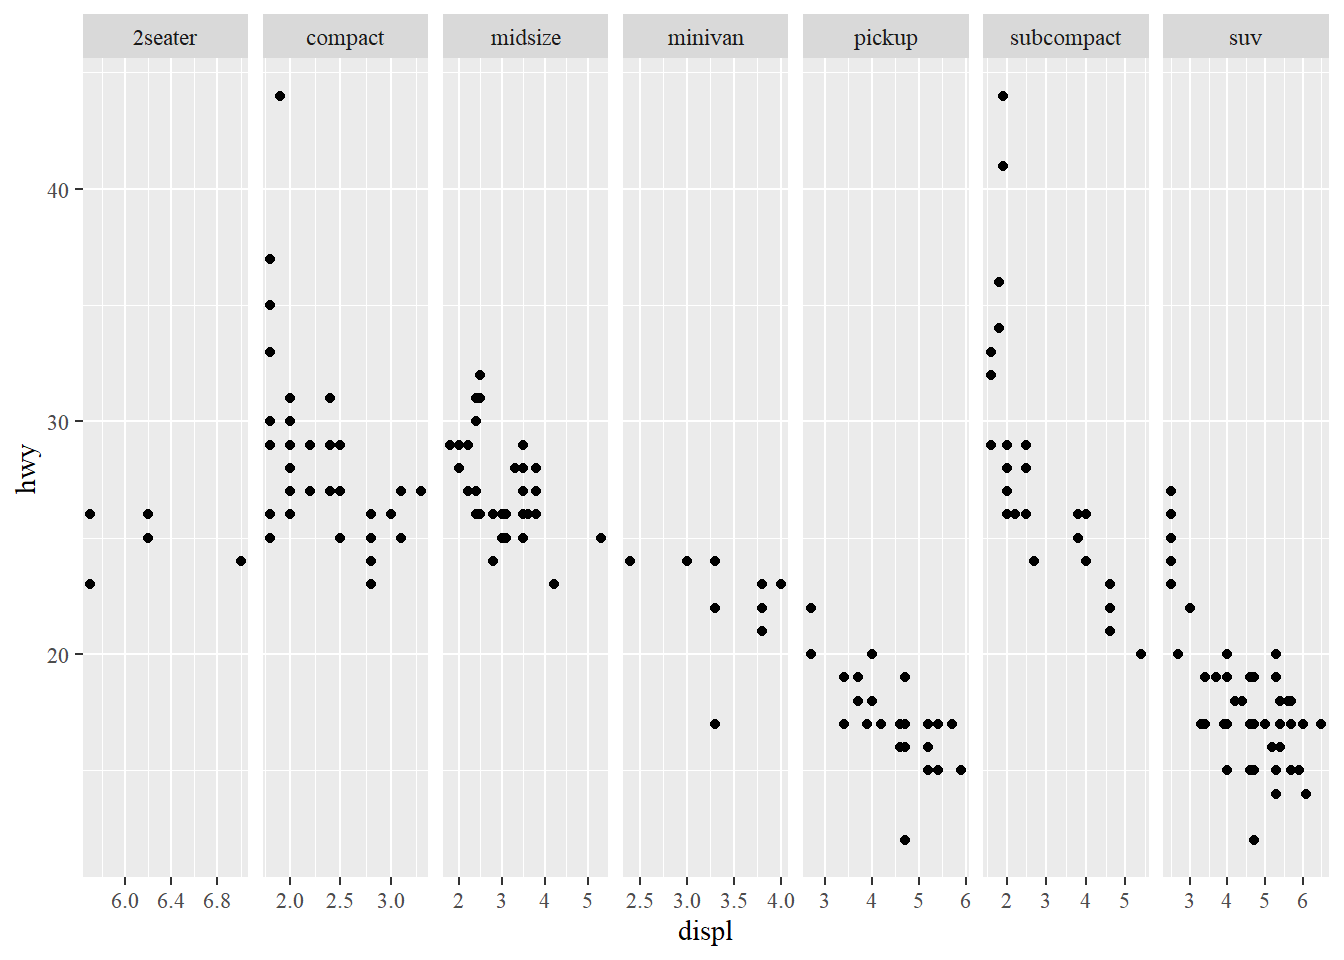 2seater compact midsize minivan pickup subcompact suv
40
30
20
hwy
6.0 6.4 6.8 2.0 2.5 3.0 2 3 4 5 2.5 3.0 3.5 4.0 3 4 5 6 2 3 4 5 3 4 5 6
displ